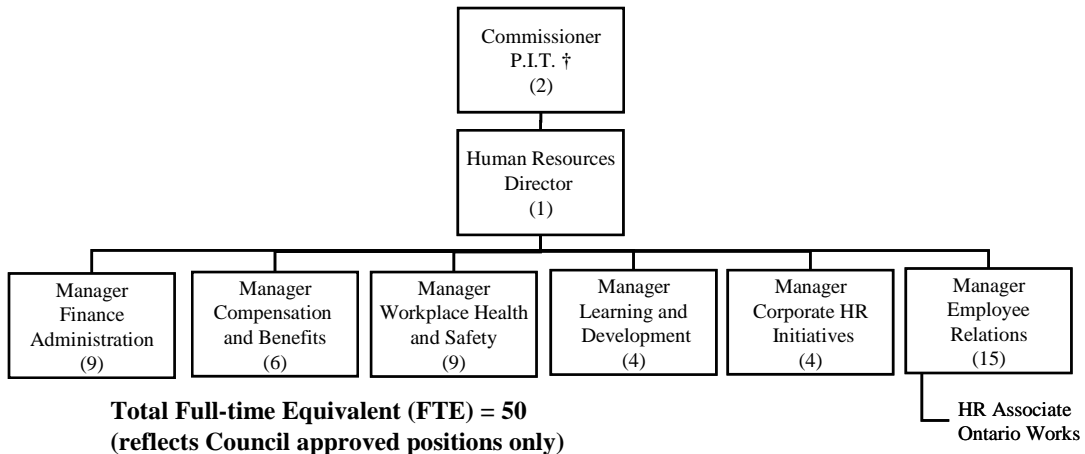 Commissioner
P.I.T. †
(2)
Human Resources
Director
(1)
Manager
Finance
Administration
(9)
Manager
Compensation
and Benefits
(6)
Manager
Workplace Health
and Safety
(9)
Manager
Learning and
Development
(4)
Manager
Corporate HR
Initiatives
(4)
Manager
Employee
Relations
(15)
HR Associate
Ontario Works
Total Full-time Equivalent (FTE) = 50
(reflects Council approved positions only)